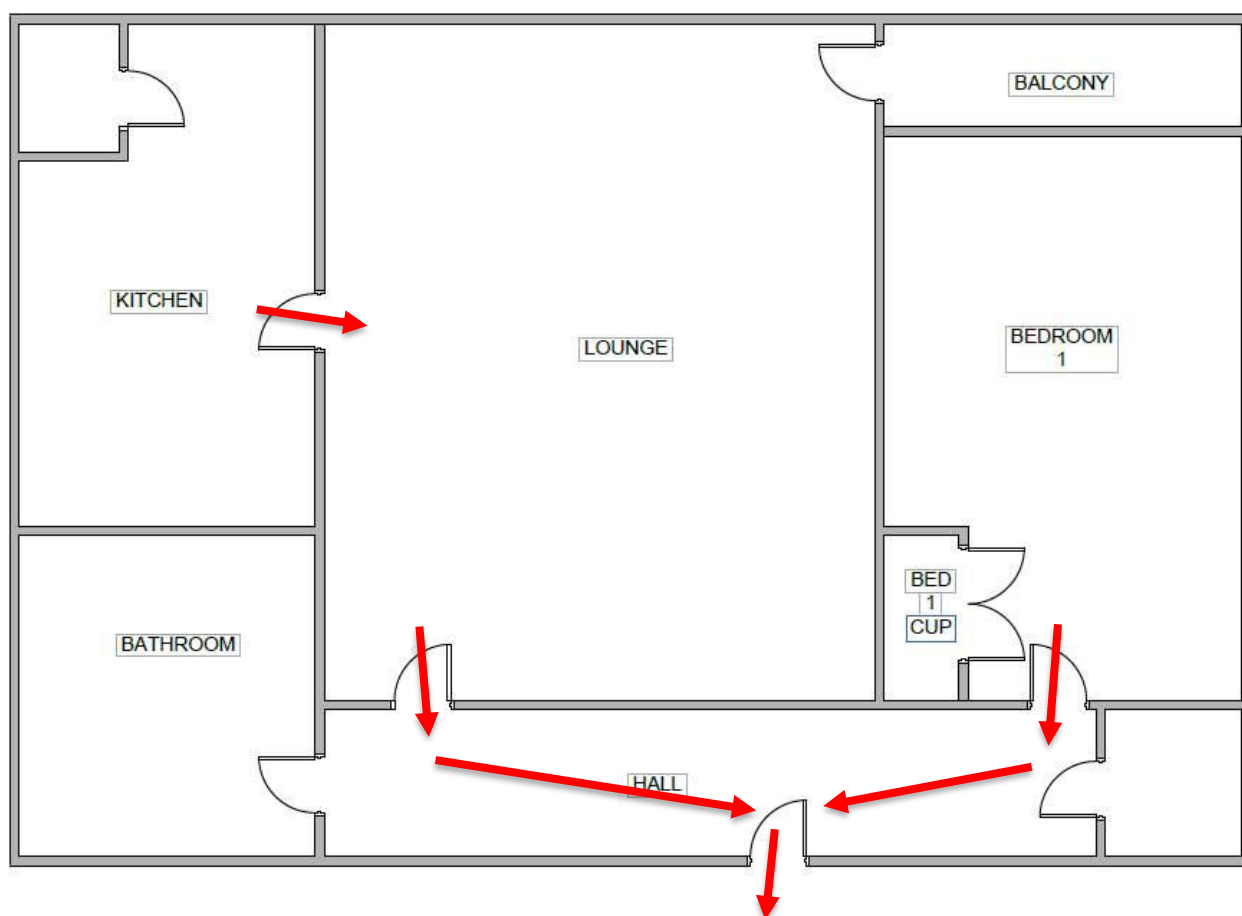 BALCONY
KITCHEN
LOUNGE
BEDROOM
1
BED
1
CUP
BATHROOM
HALL